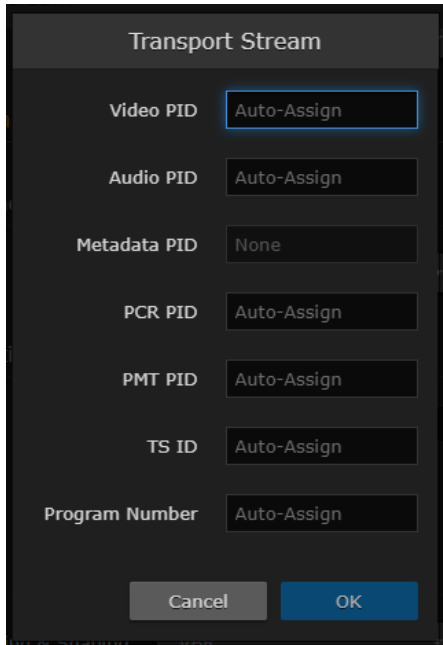 Transport Stream
Video PID Auto-Assign
Audio PID Auto-Assign
Metadata PID None
PCR PID Auto-Assign
PMT PID Auto-Assign
TS ID Auto-Assign
Program Number Auto-Assign
Cancel OK